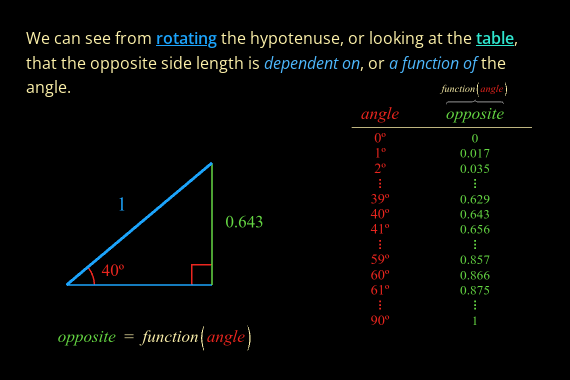 We can see from rotating the hypotenuse, or looking at the table,
that the opposite side length is dependent on, or a function of the
angle.
function(angle)
angle opposite
0º 0
1º 0.017
2º 0.035
⋮ ⋮
39º 0.629
40º 0.643
41º 0.656
⋮ ⋮
59º 0.857
60º 0.866
61º 0.875
⋮ ⋮
90º 1
1
0.643
40º
opposite = function(angle)